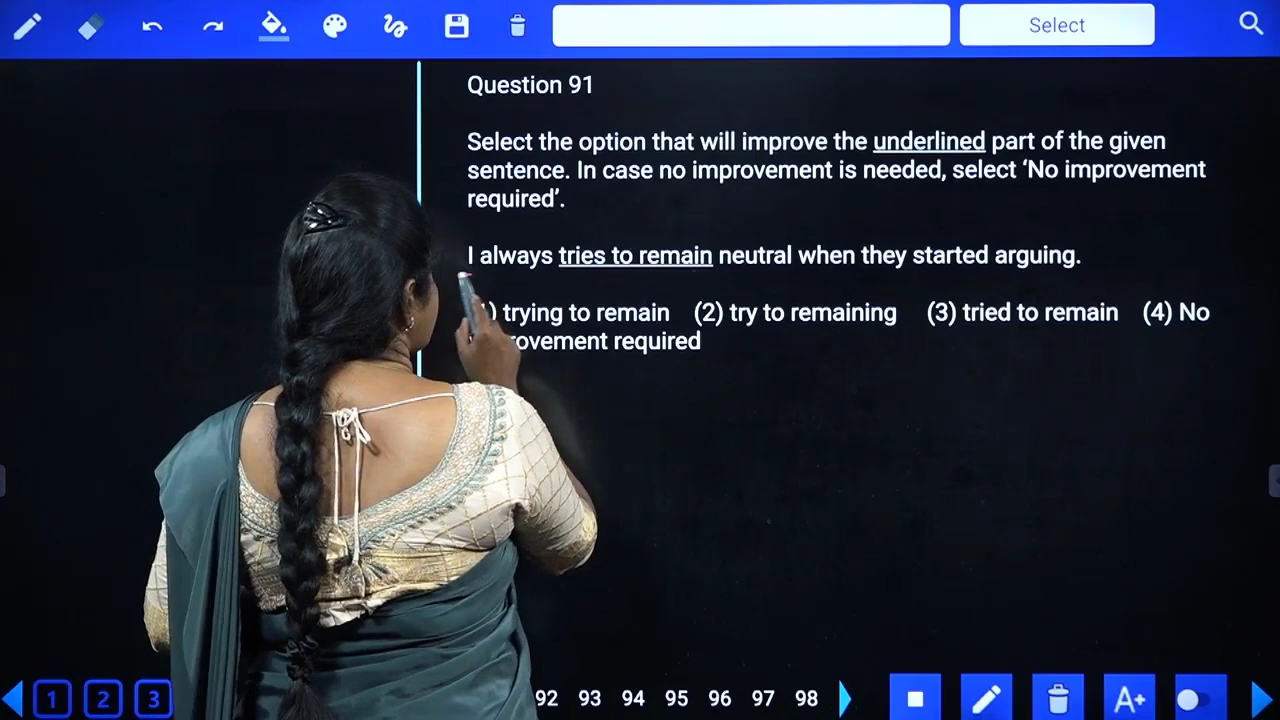 Select
Question 91
Select the option that will improve the underlined part of the given
sentence. In case no improvement is needed, select ‘No improvement
required’.
I always tries to remain neutral when they started arguing.
trying to remain (2) try to remaining (3) tried to remain (4) No
required
1 2 3 92 93 94 95 96 97 98 A+